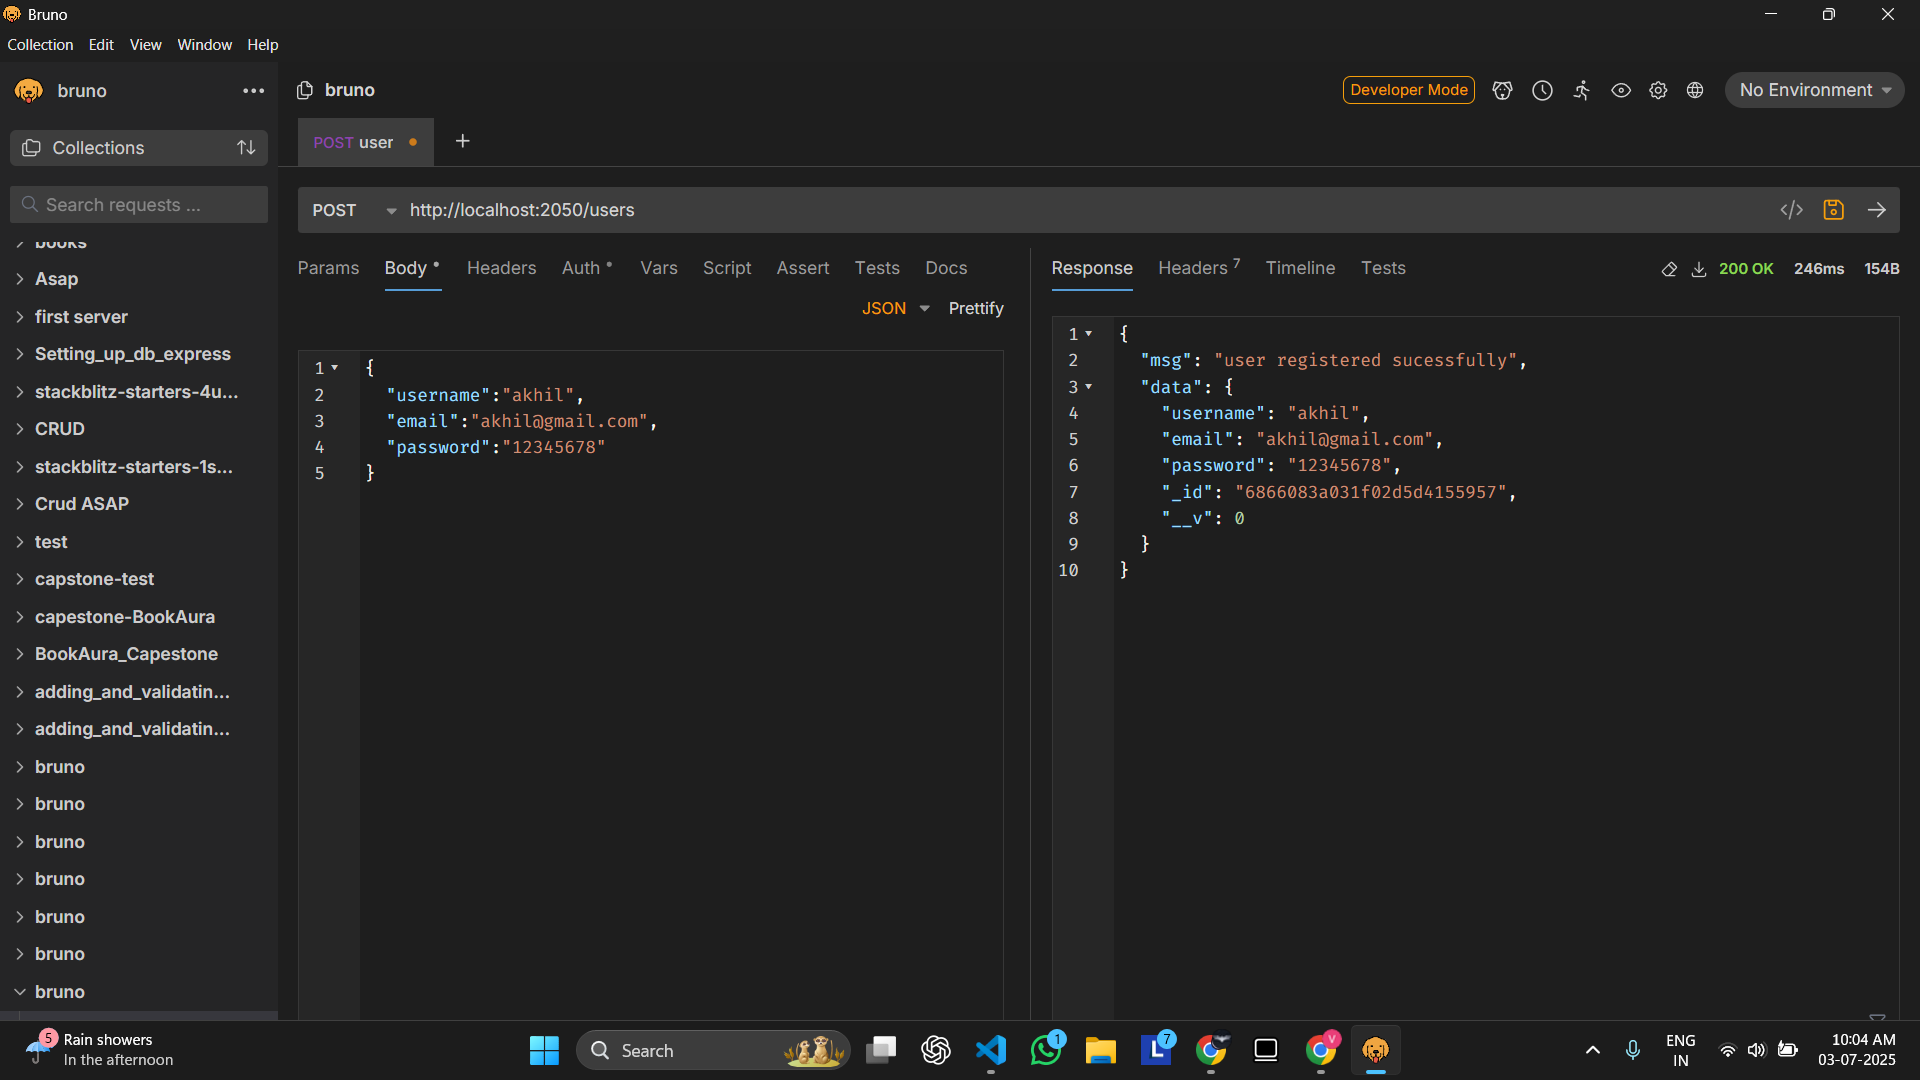 Bruno
Collection Edit View Window Help
bruno
bruno
Developer Mode
No Environment
Collections
POST user
Search requests ...
POST http://localhost:2050/users
books
Asap
first server
Setting_up_db_express
stackblitz-starters-4u...
CRUD
stackblitz-starters-1s...
Crud ASAP
test
capstone-test
capestone-BookAura
BookAura_Capestone
adding_and_validatin...
adding_and_validatin...
bruno
bruno
bruno
bruno
bruno
bruno
bruno
Params Body Headers Auth Vars Script Assert Tests Docs
JSON Prettify
1 {
2 "username":"akhil",
3 "email":"akhil@gmail.com",
4 "password":"12345678"
5 }
Response Headers 7 Timeline Tests
200 OK 246ms 154B
1 {
2 "msg": "user registered sucessfully",
3 "data": {
4 "username": "akhil",
5 "email": "akhil@gmail.com",
6 "password": "12345678",
7 "_id": "6866083a031f02d5d4155957",
8 "__v": 0
9 }
10 }
5
Rain showers
In the afternoon
Search
1
L
7
V
ENG
IN
10:04 AM
03-07-2025